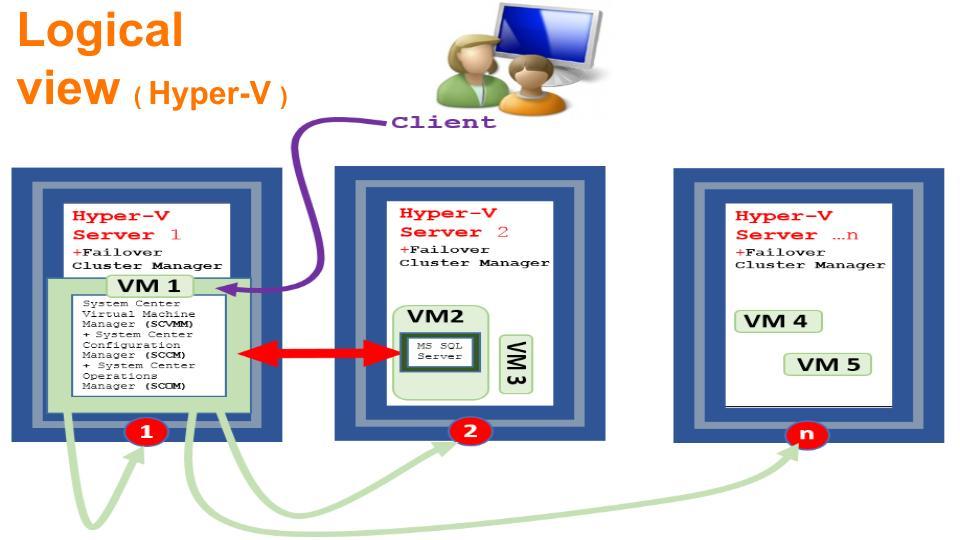 Logical
view ( Hyper-V )
Client
Hyper-V
Server 1
+Failover
Cluster Manager
VM 1
System Center
Virtual Machine
Manager (SCVMM)
+ System Center
Configuration
Manager (SCCM)
+ System Center
Operations
Manager (SCOM)
1
Hyper-V
Server 2
+Failover
Cluster Manager
VM2
MS SQL
Server
VM 3
2
Hyper-V
Server …n
+Failover
Cluster Manager
VM 4
VM 5
n